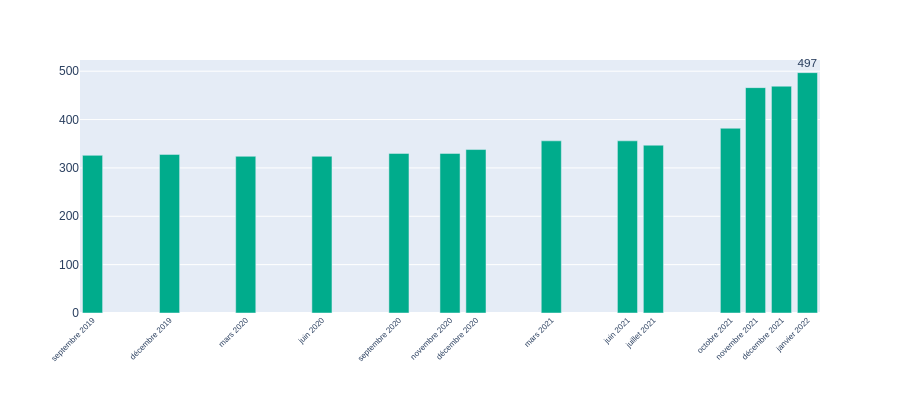 497
500
400
300
200
100
0
septembre 2019
décembre 2019
mars 2020
juin 2020
septembre 2020
novembre 2020
décembre 2020
mars 2021
juin 2021
juillet 2021
octobre 2021
novembre 2021
décembre 2021
janvier 2022